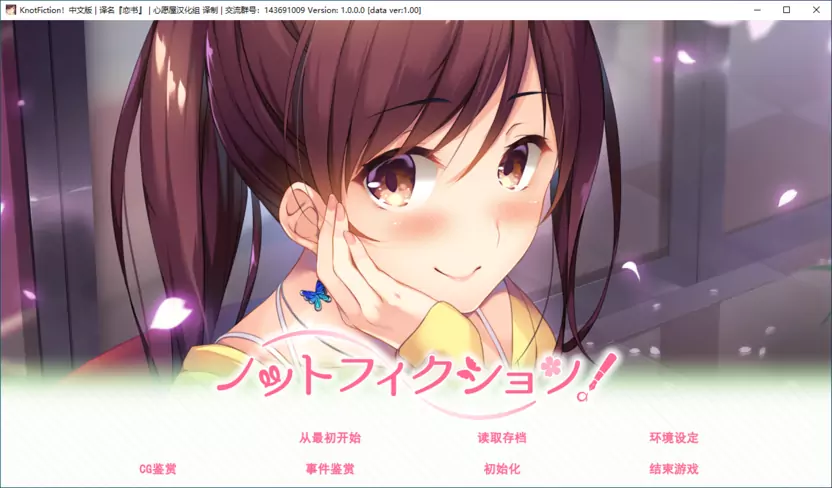 KnotFiction! 中文版 | 译名『恋书』 | 心愿屋汉化组 译制 | 交流群号: 143691009 Version: 1.0.0.0 [data ver:1.00]
ノットフィクション!
从最初开始 读取存档 环境设定
CG鉴赏 事件鉴赏 初始化 结束游戏